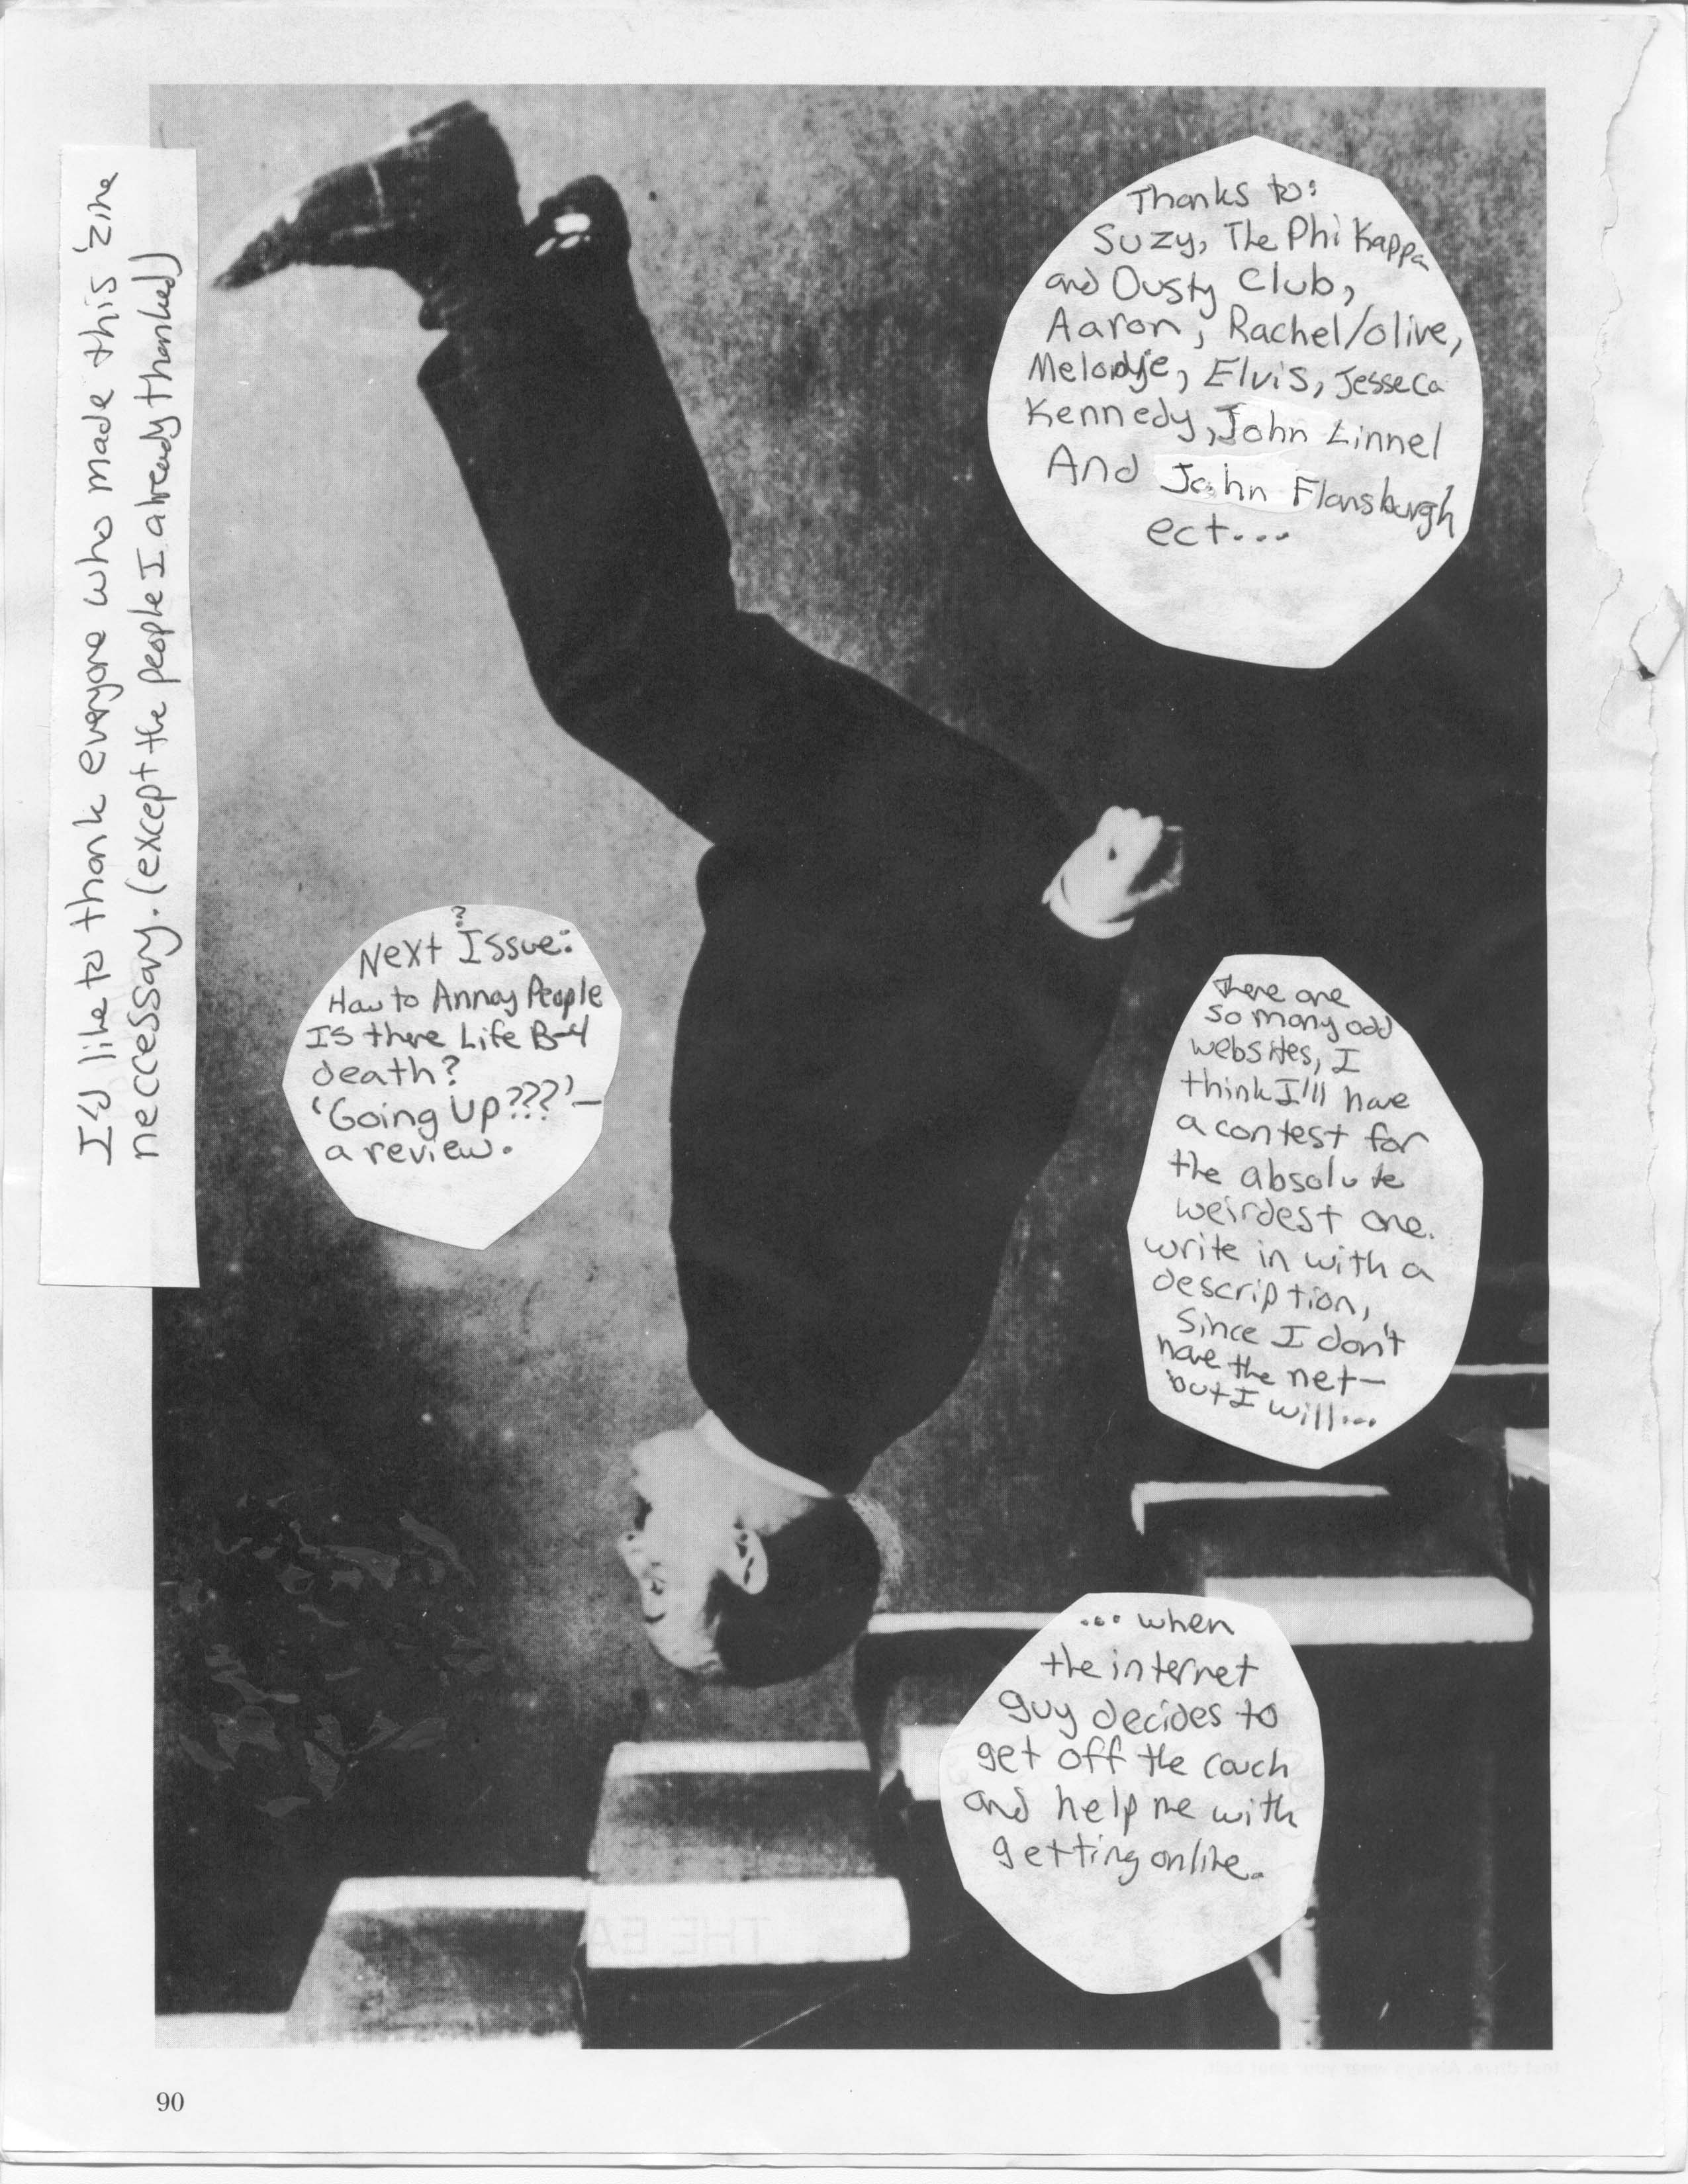 I'd like to thank everyone who made this 'zine
neccessary. (except the people I already thanked)
Thanks to:
Suzy, The Phi Kappa
and Dusty Club,
Aaron, Rachel/olive,
Melodye, Elvis, Jesseca
Kennedy, John Linnel
And John Flansburgh
ect...
?
Next Issue:
How to Annoy People
IS there Life B-4
death?
'Going Up???'—
a review.
there are
so many odd
websites, I
think I'll have
a contest for
the absolute
weirdest one.
write in with a
description,
since I don't
have the net—
but I will...
... when
the internet
guy decides to
get off the couch
and help me with
getting online.
THE EA
90